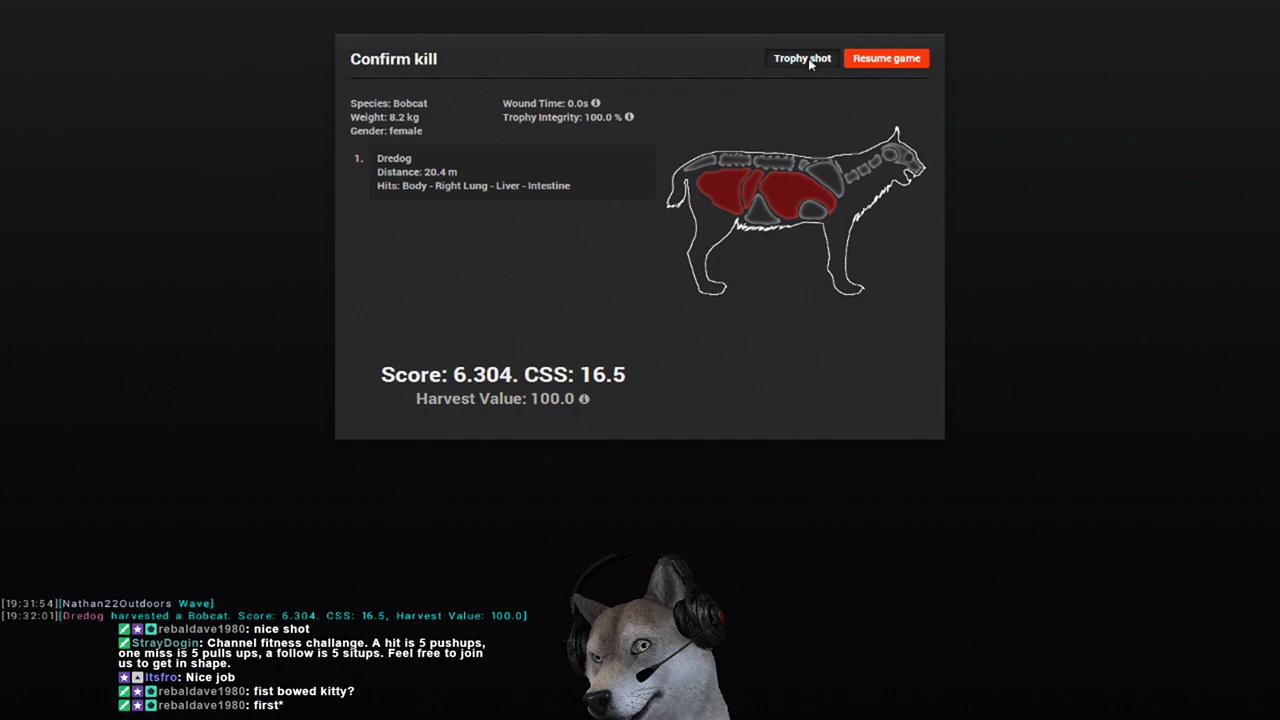 Confirm kill
Trophy shot
Resume game
Species: Bobcat
Weight: 8.2 kg
Gender: female
Wound Time: 0.0s
Trophy Integrity: 100.0 %
1.
Dredog
Distance: 20.4 m
Hits: Body - Right Lung - Liver - Intestine
Score: 6.304. CSS: 16.5
Harvest Value: 100.0
[19:31:54][Nathan22Outdoors Wave]
[19:32:01][Dredog harvested a Bobcat. Score: 6.304. CSS: 16.5, Harvest Value: 100.0]
rebaldave1980: nice shot
StrayDogin: Channel fitness challange. A hit is 5 pushups,
one miss is 5 pulls ups, a follow is 5 situps. Feel free to join
us to get in shape.
Itsfro: Nice job
rebaldave1980: fist bowed kitty?
rebaldave1980: first*